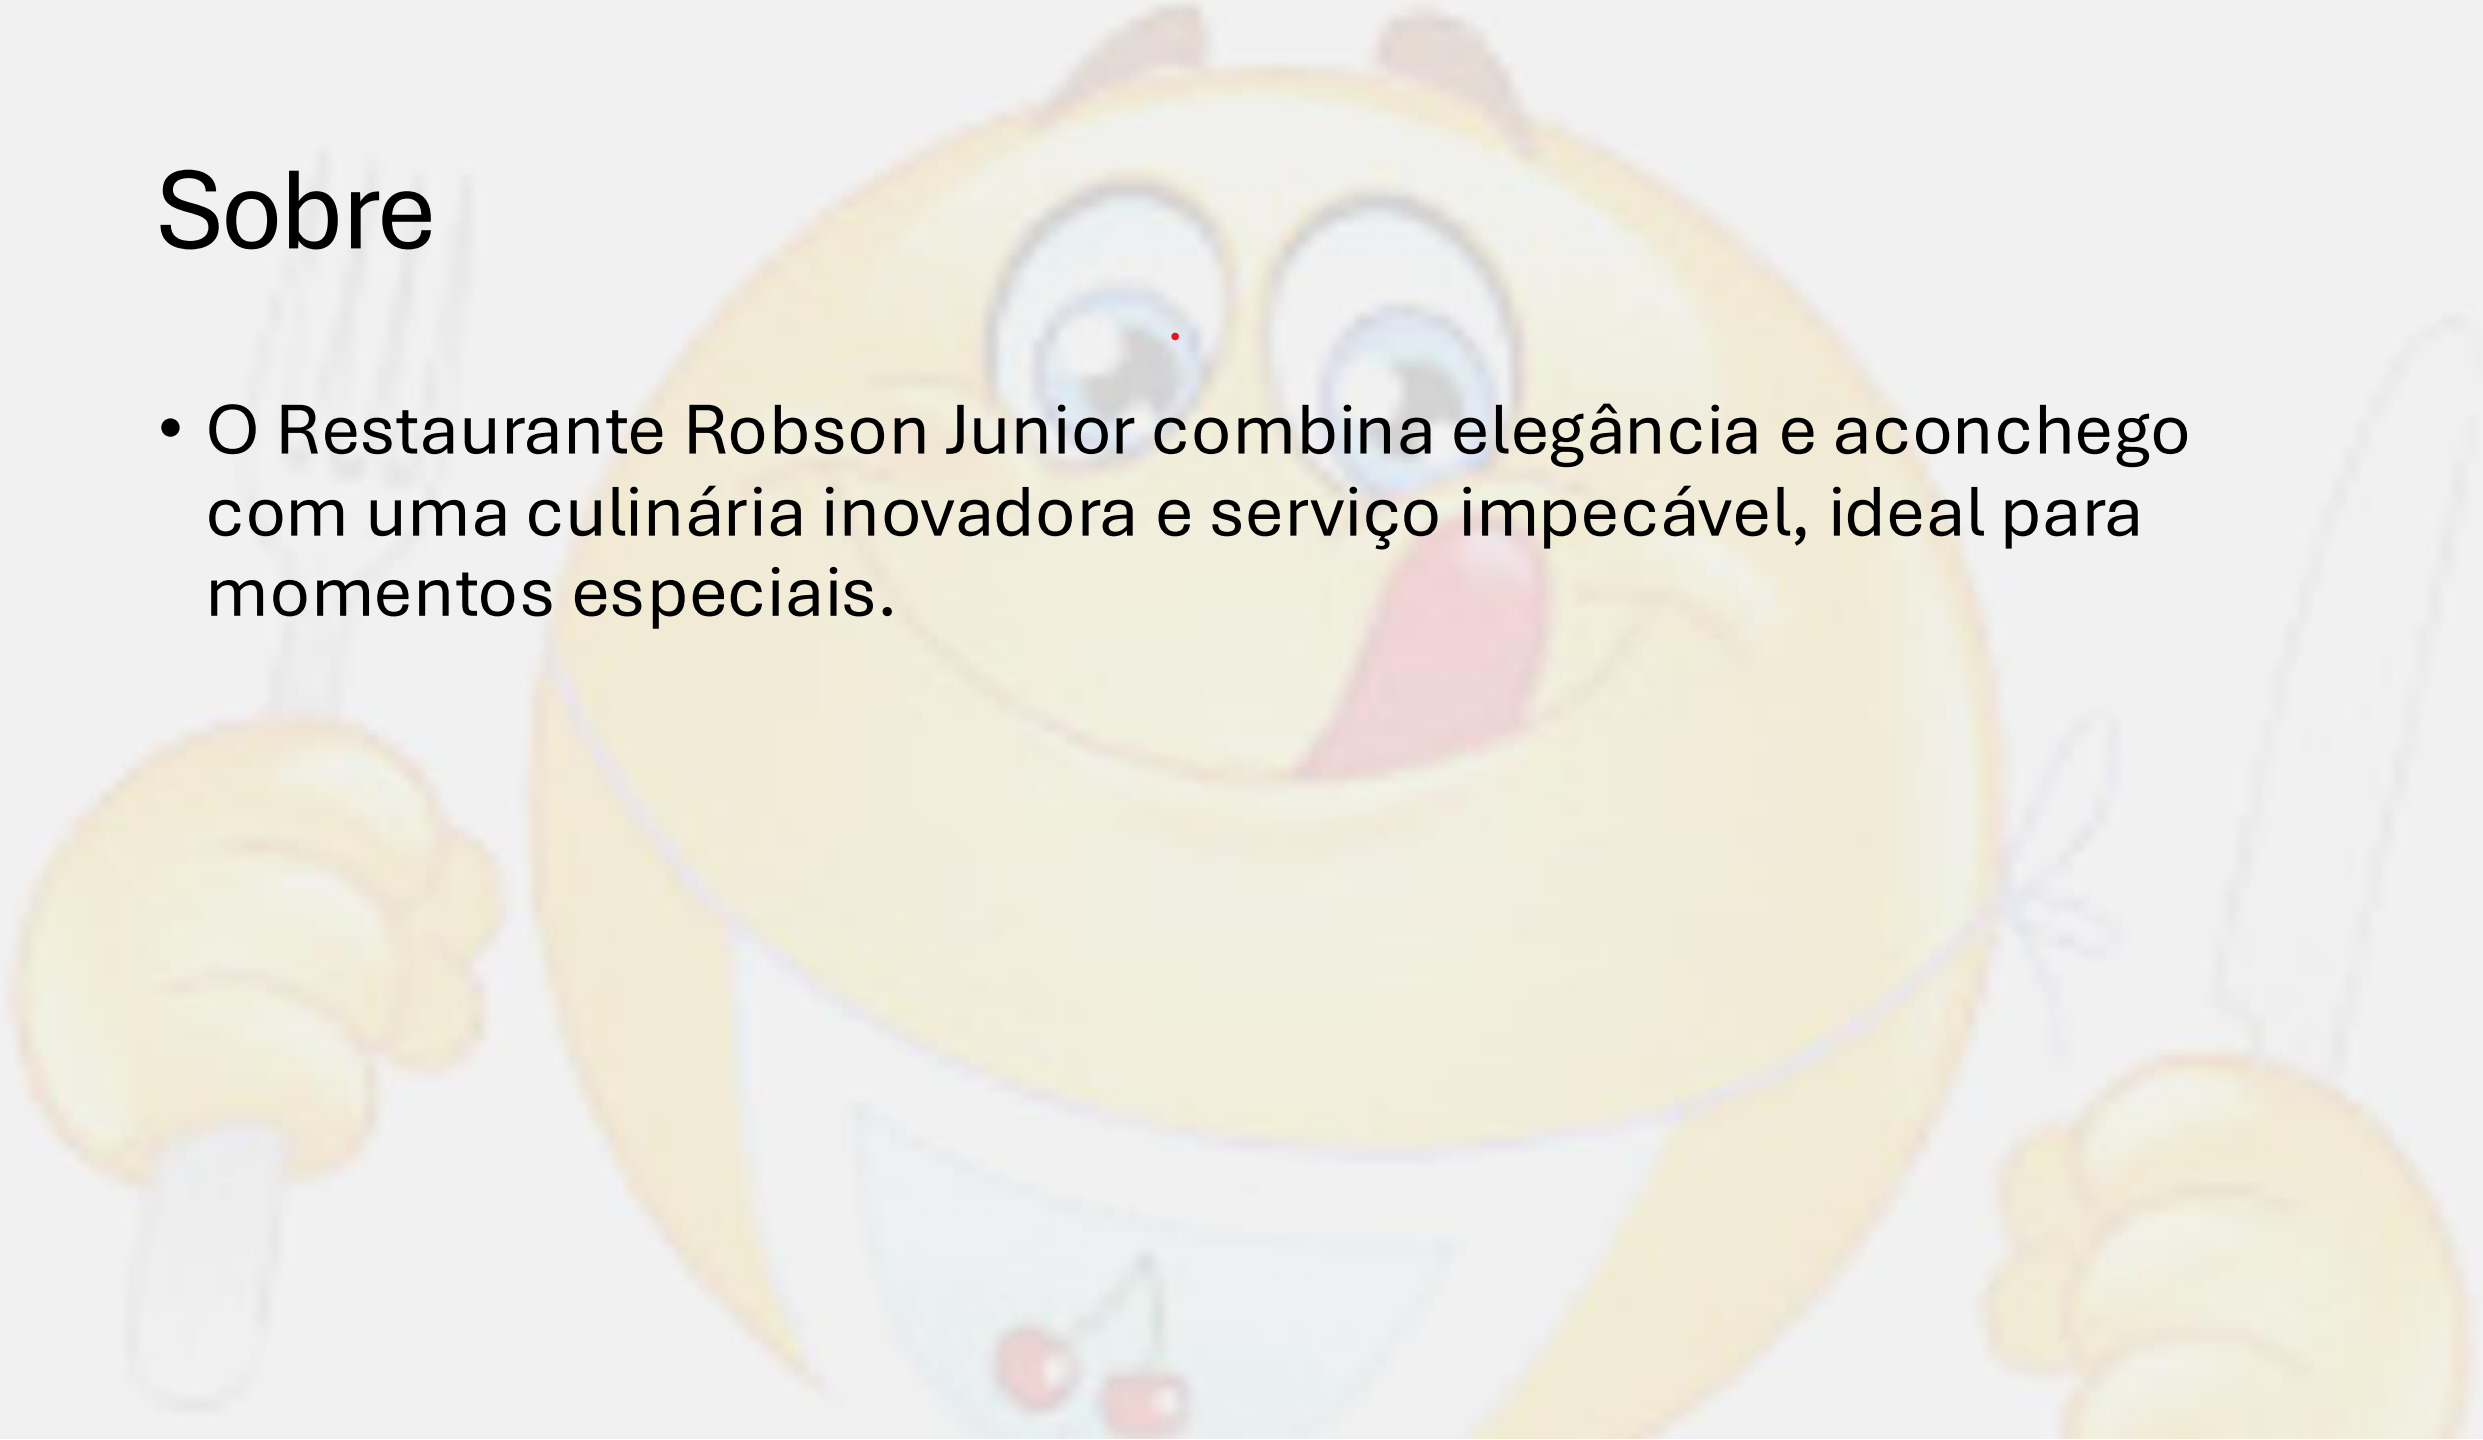 Sobre
• O Restaurante Robson Junior combina elegância e aconchego
com uma culinária inovadora e serviço impecável, ideal para
momentos especiais.